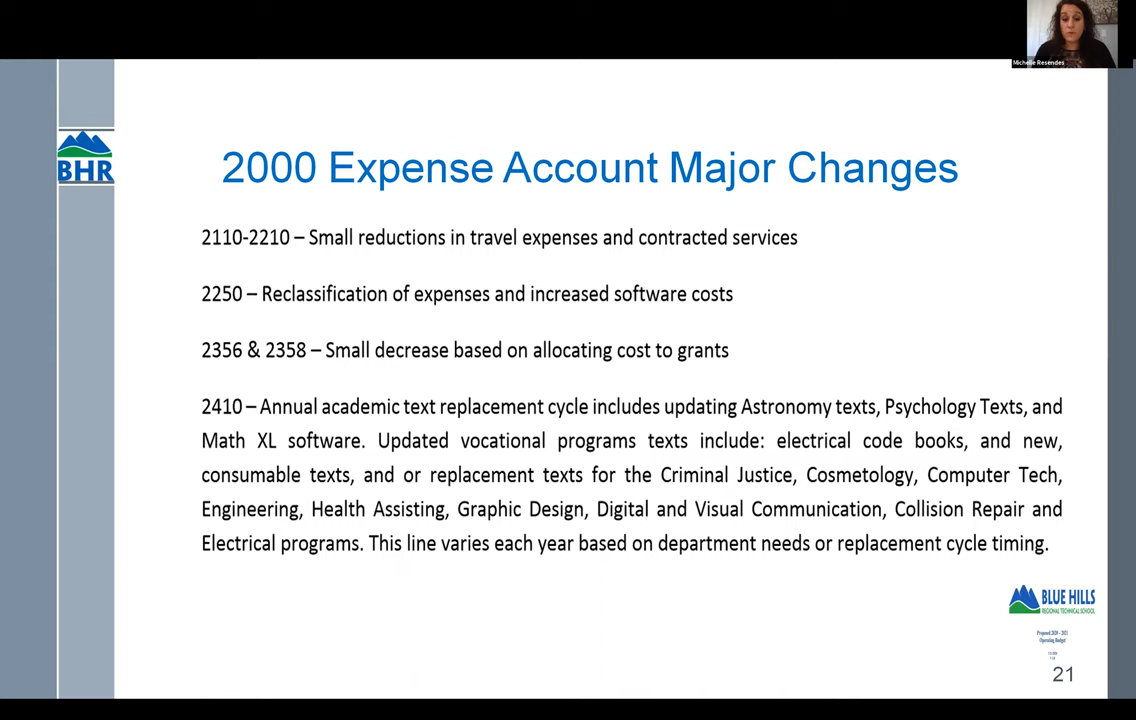 Michelle Resendes
BHR
2000 Expense Account Major Changes
2110-2210 – Small reductions in travel expenses and contracted services
2250 – Reclassification of expenses and increased software costs
2356 & 2358 – Small decrease based on allocating cost to grants
2410 – Annual academic text replacement cycle includes updating Astronomy texts, Psychology Texts, and
Math XL software. Updated vocational programs texts include: electrical code books, and new,
consumable texts, and or replacement texts for the Criminal Justice, Cosmetology, Computer Tech,
Engineering, Health Assisting, Graphic Design, Digital and Visual Communication, Collision Repair and
Electrical programs. This line varies each year based on department needs or replacement cycle timing.
BLUE HILLS
REGIONAL TECHNICAL SCHOOL
Proposed 2020 – 2021
Operating Budget
21